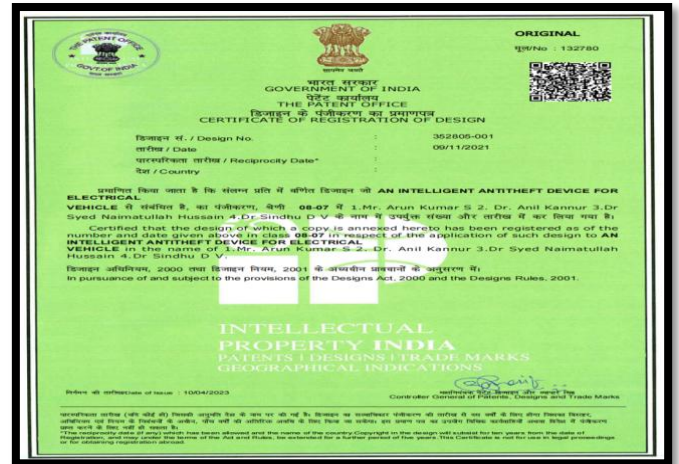 THE PATENT OFFICE
GOVT. OF INDIA
ORIGINAL
मूल/No : 132780
भारत सरकार
GOVERNMENT OF INDIA
पेटेंट कार्यालय
THE PATENT OFFICE
डिजाइन के पंजीकरण का प्रमाणपत्र
CERTIFICATE OF REGISTRATION OF DESIGN
डिजाइन सं. / Design No. : 352805-001
तारीख / Date : 09/11/2021
पारस्परिकता तारीख / Reciprocity Date* :
देश / Country :
प्रमाणित किया जाता है कि संलग्न प्रति में वर्णित डिजाइन जो AN INTELLIGENT ANTITHEFT DEVICE FOR
ELECTRICAL
VEHICLE से संबंधित है, का पंजीकरण, श्रेणी 08-07 में 1.Mr. Arun Kumar S 2. Dr. Anil Kannur 3.Dr
Syed Naimatullah Hussain 4.Dr.Sindhu D V के नाम में उपर्युक्त संख्या और तारीख में कर लिया गया है।
Certified that the design of which a copy is annexed hereto has been registered as of the
number and date given above in class 08-07 in respect of the application of such design to AN
INTELLIGENT ANTITHEFT DEVICE FOR ELECTRICAL
VEHICLE in the name of 1.Mr. Arun Kumar S 2. Dr. Anil Kannur 3.Dr Syed Naimatullah
Hussain 4.Dr Sindhu D V.
डिजाइन अधिनियम, 2000 तथा डिजाइन नियम, 2001 के अध्यधीन प्रावधानों के अनुसरण में।
In pursuance of and subject to the provisions of the Designs Act, 2000 and the Designs Rules, 2001.
INTELLECTUAL
PROPERTY INDIA
PATENTS | DESIGNS | TRADE MARKS
GEOGRAPHICAL INDICATIONS
Date of Issue : 10/04/2023
Controller General of Patents, Designs and Trade Marks
*The reciprocity date (if any) which has been allowed and the name of the country. Copyright in the design will subsist for ten years from the date of
Registration, and may under the terms of the Act and Rules, be extended for a further period of five years. This Certificate is not for use in legal proceedings
or for obtaining registration abroad.